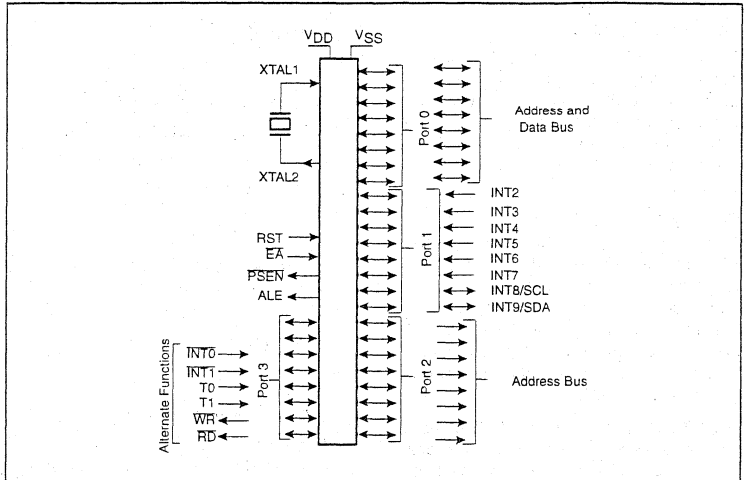 VDD VSS
XTAL1
XTAL2
RST
EA
PSEN
ALE
Port 0
Address and
Data Bus
Port 1
INT2
INT3
INT4
INT5
INT6
INT7
INT8/SCL
INT9/SDA
Alternate Functions
INT0
INT1
T0
T1
WR
RD
Port 3
Port 2
Address Bus